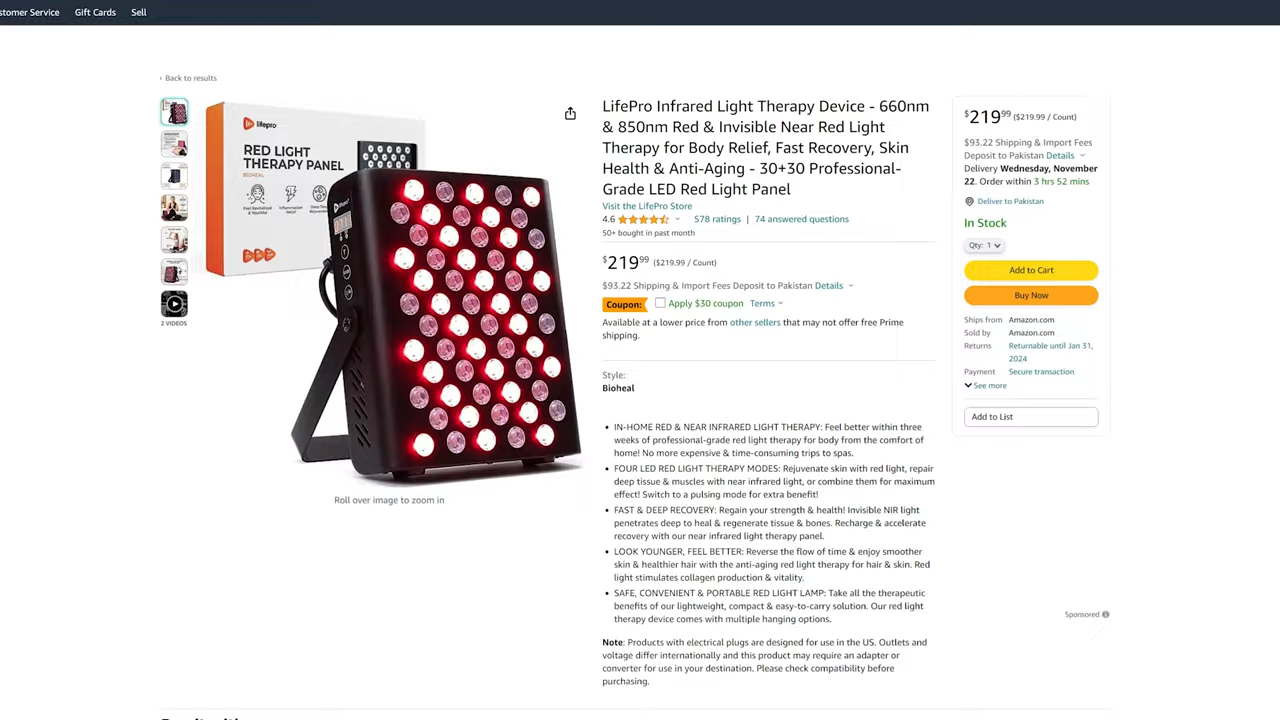 stomer Service Gift Cards Sell
‹ Back to results
lifepro
RED LIGHT
THERAPY PANEL
BIOHEAL
2 VIDEOS
Roll over image to zoom in
LifePro Infrared Light Therapy Device - 660nm
& 850nm Red & Invisible Near Red Light
Therapy for Body Relief, Fast Recovery, Skin
Health & Anti-Aging - 30+30 Professional-
Grade LED Red Light Panel
Visit the LifePro Store
4.6 578 ratings | 74 answered questions
50+ bought in past month
$219 99 ($219.99 / Count)
$93.22 Shipping & Import Fees Deposit to Pakistan Details
Coupon: Apply $30 coupon Terms
Available at a lower price from other sellers that may not offer free Prime
shipping.
Style:
Bioheal
• IN-HOME RED & NEAR INFRARED LIGHT THERAPY: Feel better within three
weeks of professional-grade red light therapy for body from the comfort of
home! No more expensive & time-consuming trips to spas.
• FOUR LED RED LIGHT THERAPY MODES: Rejuvenate skin with red light, repair
deep tissue & muscles with near infrared light, or combine them for maximum
effect! Switch to a pulsing mode for extra benefit!
• FAST & DEEP RECOVERY: Regain your strength & health! Invisible NIR light
penetrates deep to heal & regenerate tissue & bones. Recharge & accelerate
recovery with our near infrared light therapy panel.
• LOOK YOUNGER, FEEL BETTER: Reverse the flow of time & enjoy smoother
skin & healthier hair with the anti-aging red light therapy for hair & skin. Red
light stimulates collagen production & vitality.
• SAFE, CONVENIENT & PORTABLE RED LIGHT LAMP: Take all the therapeutic
benefits of our lightweight, compact & easy-to-carry solution. Our red light
therapy device comes with multiple hanging options.
Note: Products with electrical plugs are designed for use in the US. Outlets and
voltage differ internationally and this product may require an adapter or
converter for use in your destination. Please check compatibility before
purchasing.
$219 99 ($219.99 / Count)
$93.22 Shipping & Import Fees
Deposit to Pakistan Details
Delivery Wednesday, November
22. Order within 3 hrs 52 mins
Deliver to Pakistan
In Stock
Qty: 1
Add to Cart
Buy Now
Ships from Amazon.com
Sold by Amazon.com
Returns Returnable until Jan 31,
2024
Payment Secure transaction
See more
Add to List
Sponsored